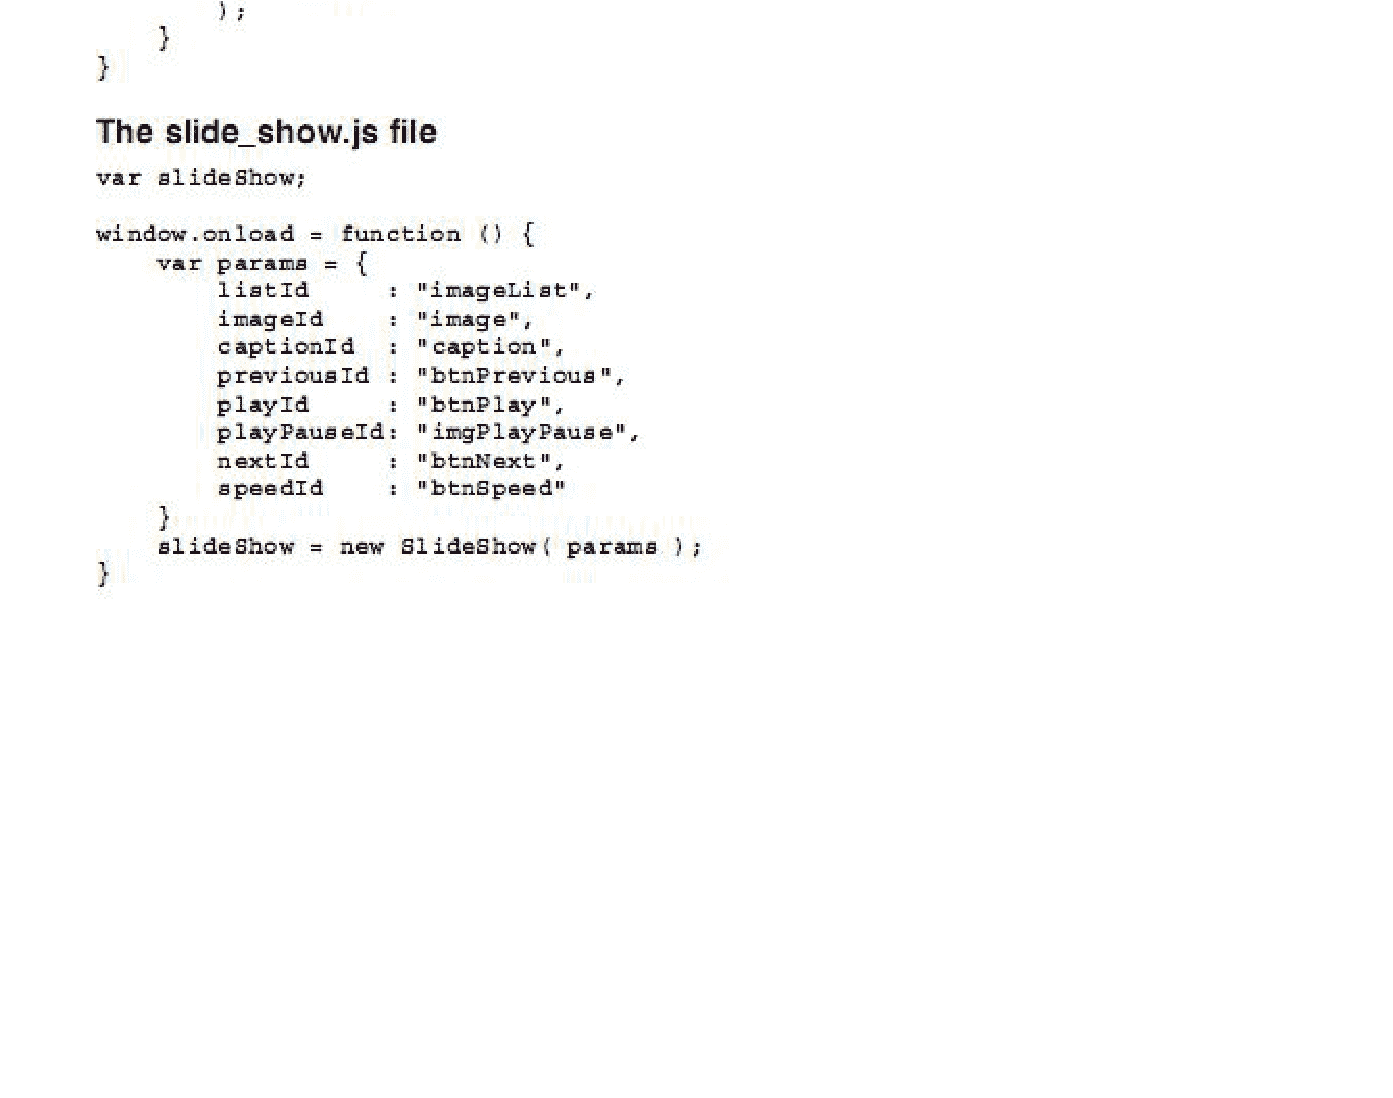 );
}
}
The slide_show.js file
var slideShow;
window.onload = function () {
var params = {
listId : "imageList",
imageId : "image",
captionId : "caption",
previousId : "btnPrevious",
playId : "btnPlay",
playPauseId: "imgPlayPause",
nextId : "btnNext",
speedId : "btnSpeed"
}
slideShow = new SlideShow( params );
}